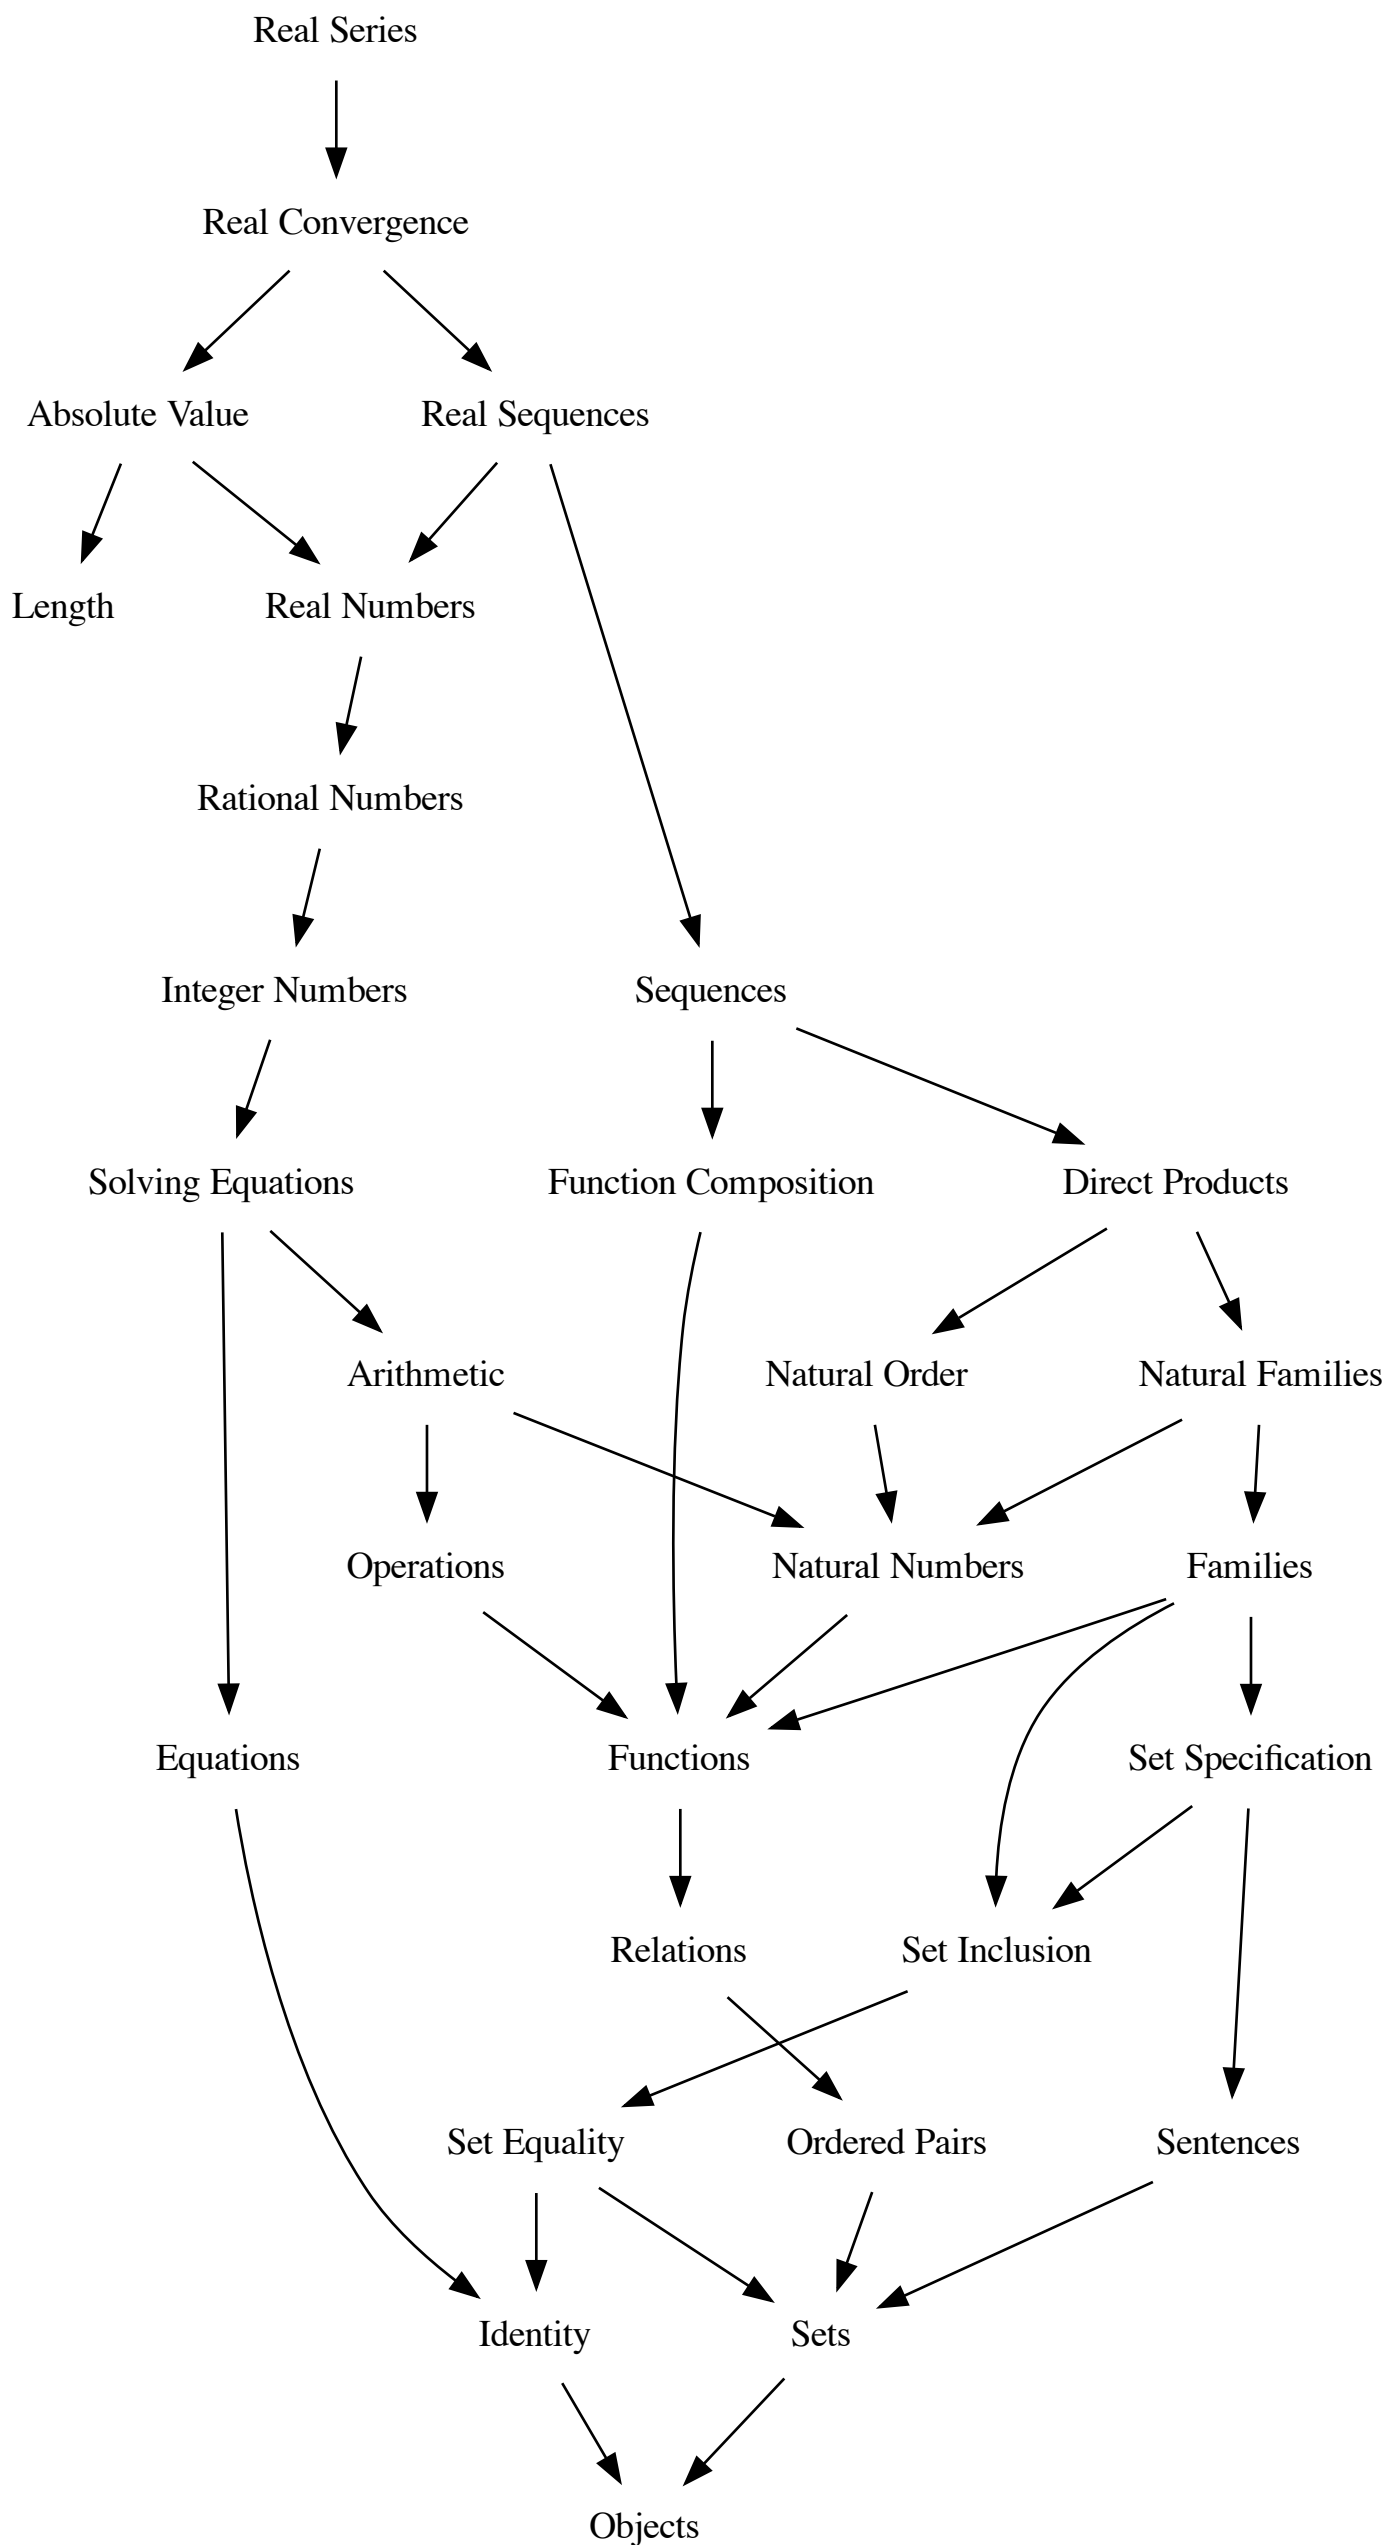 Real Series
Real Convergence
Absolute Value
Real Sequences
Length
Real Numbers
Rational Numbers
Integer Numbers
Sequences
Solving Equations
Function Composition
Direct Products
Arithmetic
Natural Order
Natural Families
Operations
Natural Numbers
Families
Equations
Functions
Set Specification
Relations
Set Inclusion
Set Equality
Ordered Pairs
Sentences
Identity
Sets
Objects